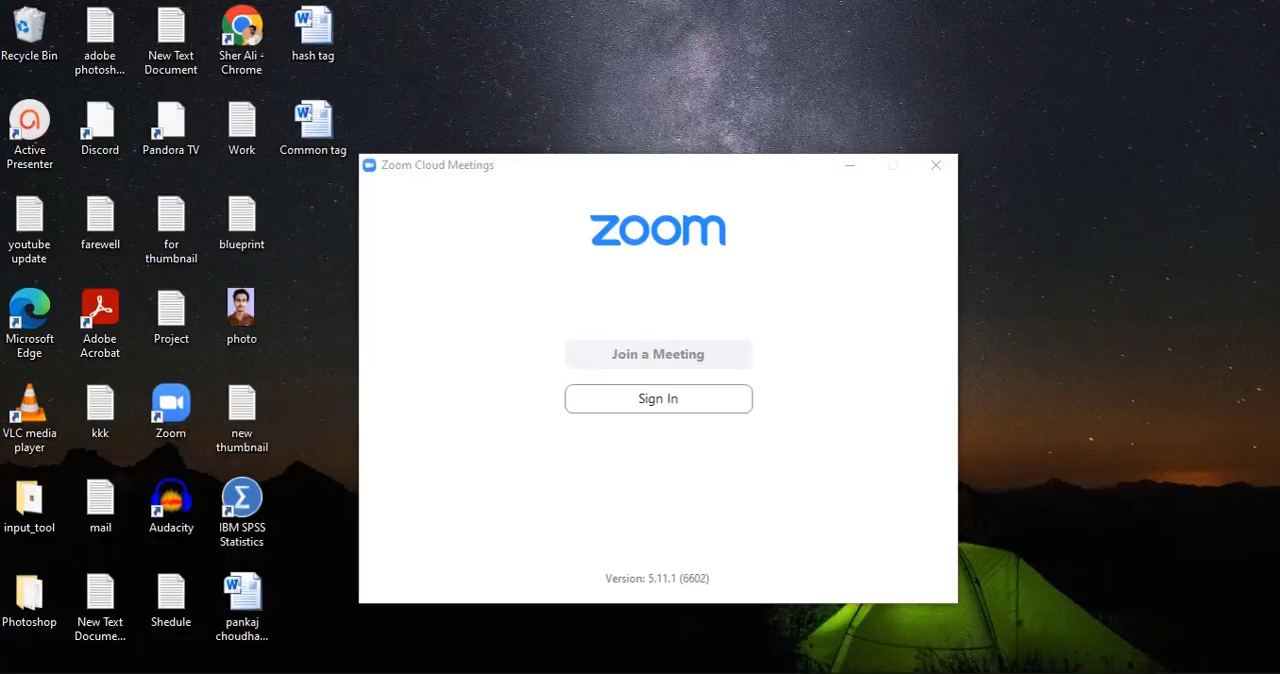 Recycle Bin
adobe
photosh...
New Text
Document
Sher Ali -
Chrome
hash tag
Active
Presenter
Discord
Pandora TV
Work
Common tag
youtube
update
farewell
for
thumbnail
blueprint
Microsoft
Edge
Adobe
Acrobat
Project
photo
VLC media
player
kkk
Zoom
new
thumbnail
input_tool
mail
Audacity
IBM SPSS
Statistics
Photoshop
New Text
Docume...
Shedule
pankaj
choudha...
Zoom Cloud Meetings
zoom
Join a Meeting
Sign In
Version: 5.11.1 (6602)